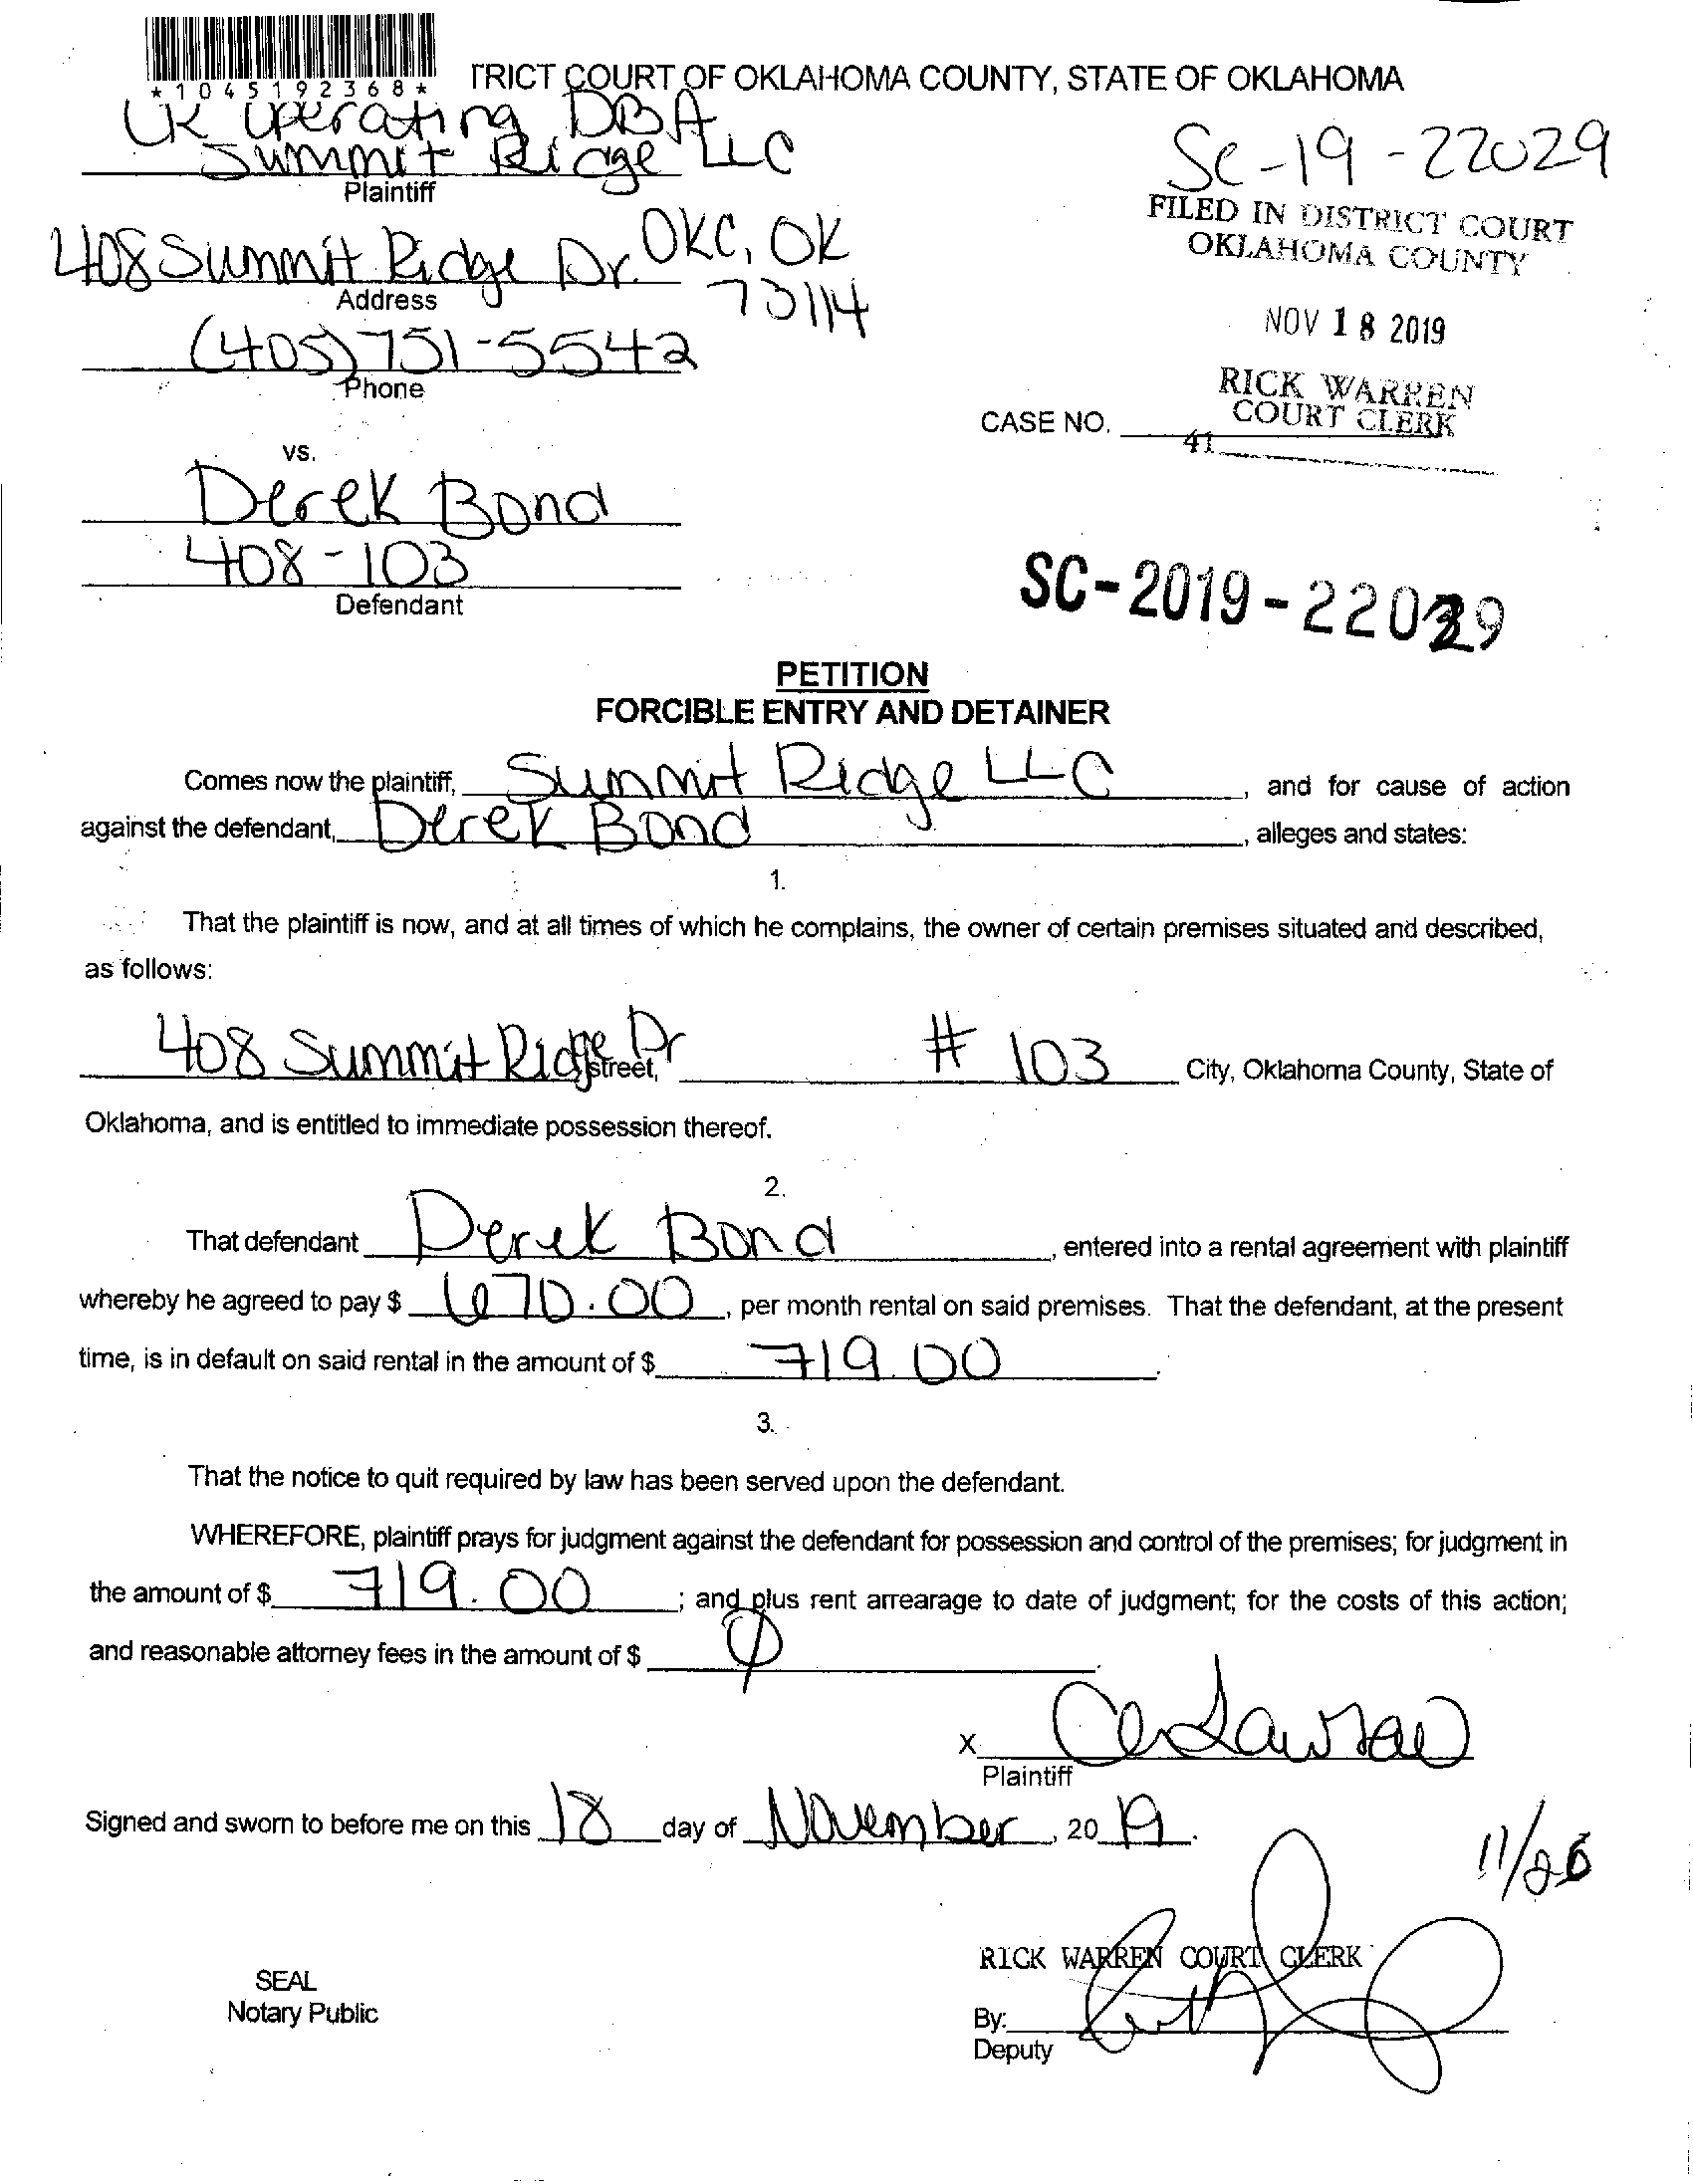 *1045192368*
TRICT COURT OF OKLAHOMA COUNTY, STATE OF OKLAHOMA
Operating DBA
Summit Ridge LLC
Plaintiff
SC-19-22029
FILED IN DISTRICT COURT
OKLAHOMA COUNTY
408 Summit Ridge Dr. OKC, OK
73114
Address
NOV 18 2019
(405) 751-5542
Phone
RICK WARREN
COURT CLERK
CASE NO.
41
vs.
Derek Bond
408-103
Defendant
SC-2019-22029
PETITION
FORCIBLE ENTRY AND DETAINER
Comes now the plaintiff, Summit Ridge LLC, and for cause of action
against the defendant, Derek Bond, alleges and states:
1.
That the plaintiff is now, and at all times of which he complains, the owner of certain premises situated and described,
as follows:
408 Summit Ridge Dr street, # 103 City, Oklahoma County, State of
Oklahoma, and is entitled to immediate possession thereof.
2.
That defendant Derek Bond, entered into a rental agreement with plaintiff
whereby he agreed to pay $ 670.00, per month rental on said premises. That the defendant, at the present
time, is in default on said rental in the amount of $ 719.00.
3.
That the notice to quit required by law has been served upon the defendant.
WHEREFORE, plaintiff prays for judgment against the defendant for possession and control of the premises; for judgment in
the amount of $ 719.00; and plus rent arrearage to date of judgment; for the costs of this action;
and reasonable attorney fees in the amount of $ 0.
X
Plaintiff
Signed and sworn to before me on this 18 day of November, 2019.
11/26
RICK WARREN COURT CLERK
SEAL
Notary Public
By:
Deputy